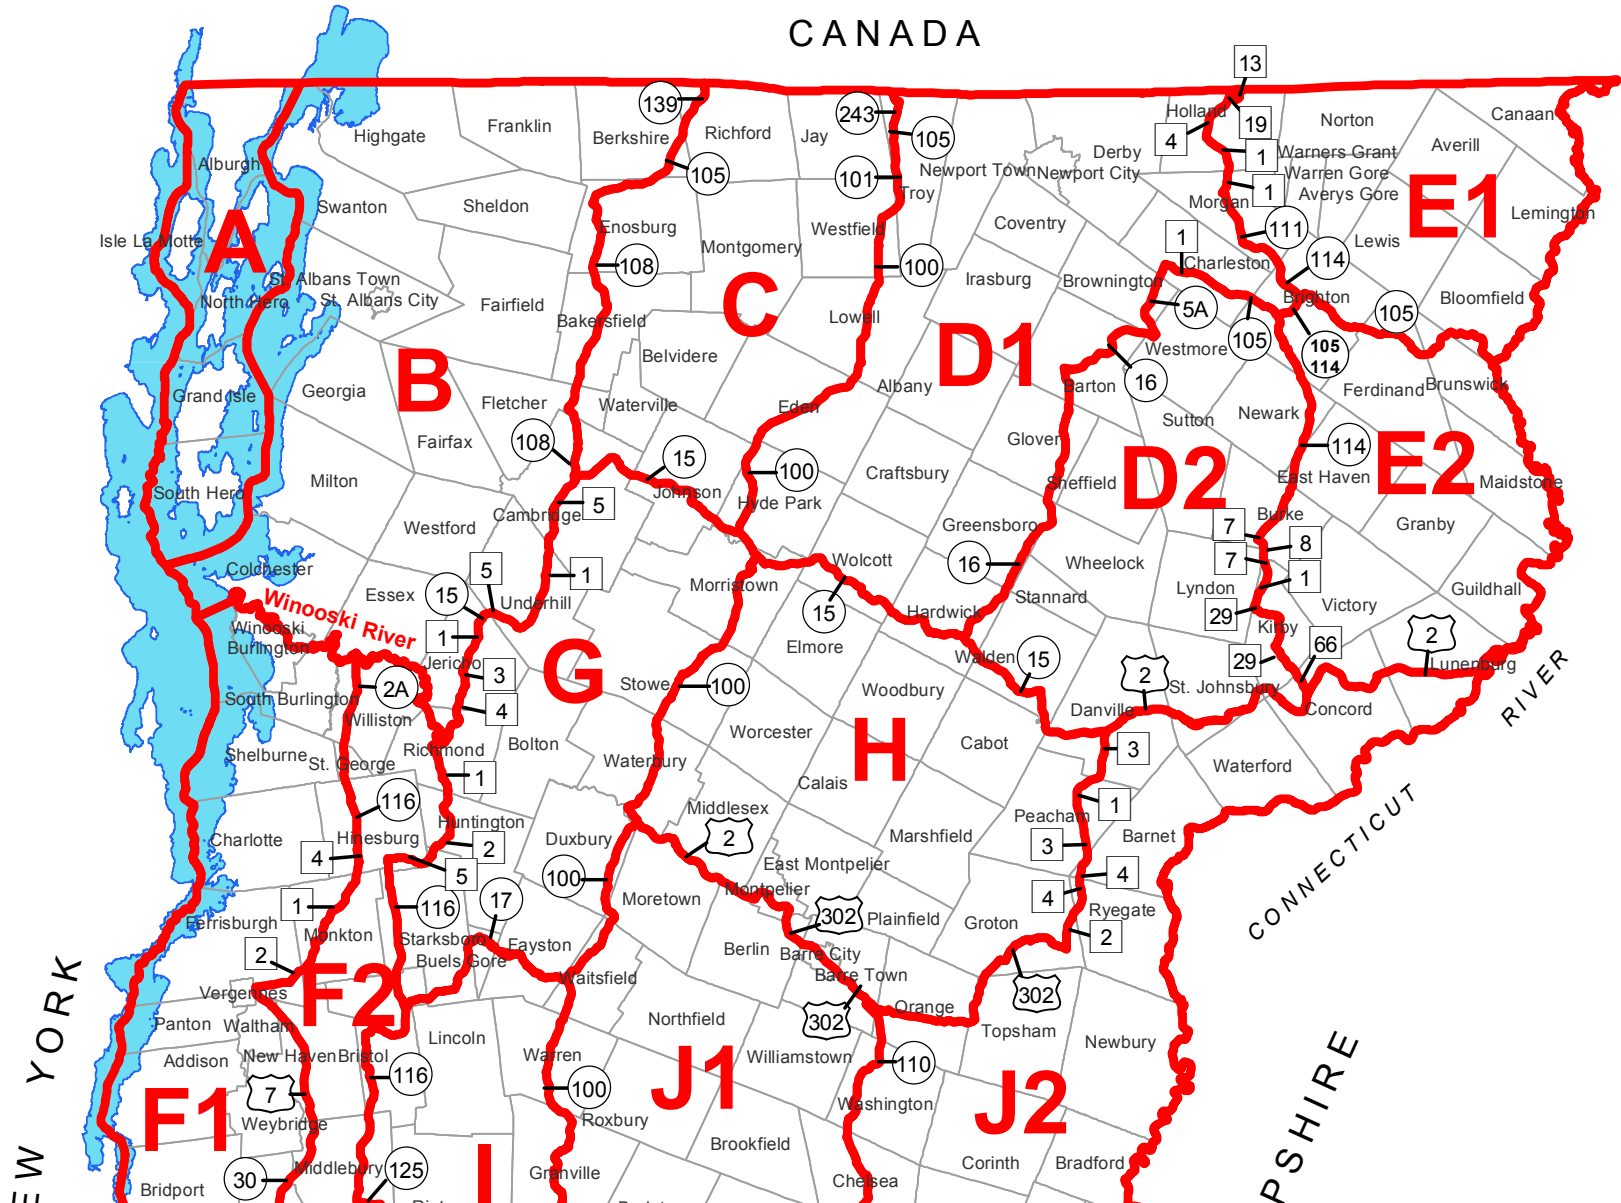 CANADA
13
139
Highgate
Franklin
Berkshire
Richford
Jay
243
105
Holland
4
19
Norton
Canaan
Averill
Alburgh
105
101
Troy
Newport Town
Newport City
Derby
1
Warners Grant
Warren Gore
Averys Gore
1
Morgan
E1
Lemington
Swanton
Sheldon
Enosburg
Montgomery
Westfield
Coventry
111
Lewis
Isle La Motte
A
108
100
1
Charleston
114
St. Albans Town
North Hero
St. Albans City
Fairfield
C
Irasburg
Brownington
Brighton
Bloomfield
5A
105
105
Bakersfield
Lowell
Belvidere
D1
Westmore
105
114
B
Grand Isle
Georgia
Fletcher
Waterville
Eden
Albany
Barton
16
Ferdinand
Brunswick
Sutton
Newark
Fairfax
108
15
100
Glover
114
E2
Milton
South Hero
Johnson
Craftsbury
Sheffield
D2
East Haven
Maidstone
Hyde Park
5
Cambridge
Westford
Greensboro
Burke
7
8
7
Granby
Colchester
5
1
Wolcott
16
Wheelock
1
Essex
15
Underhill
Morristown
Lyndon
Victory
Guildhall
Winooski River
Winooski
Burlington
1
15
Hardwick
Stannard
29
Kirby
66
2
Jericho
Elmore
Walden
15
29
Lunenburg
3
G
Stowe
100
2
St. Johnsbury
2A
South Burlington
Williston
4
Woodbury
Danville
Concord
RIVER
Richmond
Bolton
Worcester
H
Cabot
3
Shelburne
St. George
Waterbury
1
Calais
Waterford
116
Middlesex
2
Peacham
1
CONNECTICUT
Charlotte
Hinesburg
Huntington
Duxbury
Marshfield
3
Barnet
4
2
5
East Montpelier
100
Montpelier
4
1
116
17
Moretown
302
Plainfield
4
Ryegate
Ferrisburgh
Monkton
Starksboro
Fayston
Berlin
Barre City
Groton
2
2
Buels Gore
Waitsfield
Barre Town
F2
Vergennes
302
Orange
302
Panton
Waltham
Lincoln
Northfield
Topsham
Newbury
Addison
New Haven
Bristol
Warren
Williamstown
110
116
7
J1
100
Washington
J2
F1
Weybridge
Roxbury
Brookfield
Middlebury
125
I
Granville
Corinth
Bradford
30
Bridport
Chelsea
EW YORK
PSHIRE